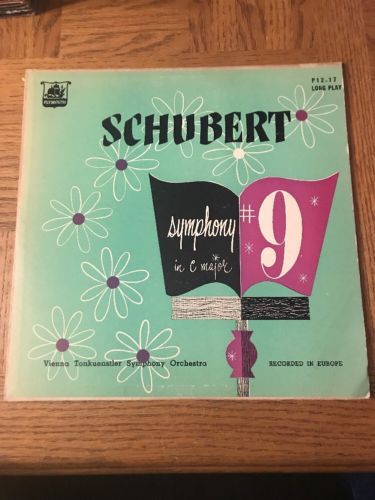 PLYMOUTH
P12-17
LONG PLAY
SCHUBERT
symphony #9
in C major
Vienna Tonkuenstler Symphony Orchestra
RECORDED IN EUROPE